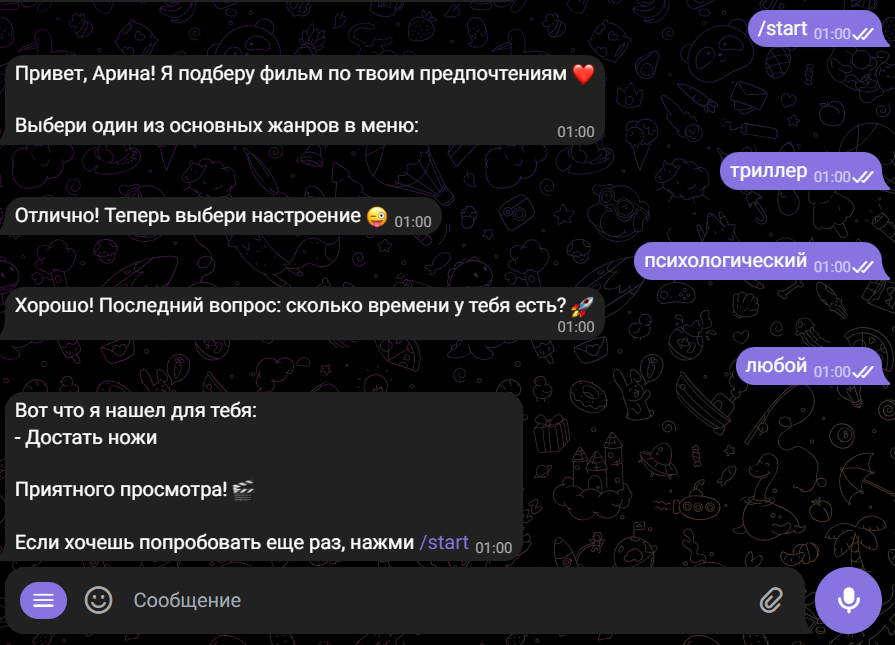 /start 01:00
Привет, Арина! Я подберу фильм по твоим предпочтениям ❤️
Выбери один из основных жанров в меню:
01:00
триллер 01:00
Отлично! Теперь выбери настроение 😜 01:00
психологический 01:00
Хорошо! Последний вопрос: сколько времени у тебя есть? 🚀
01:00
любой 01:00
Вот что я нашел для тебя:
- Достать ножи
Приятного просмотра! 🎬
Если хочешь попробовать еще раз, нажми /start 01:00
Сообщение